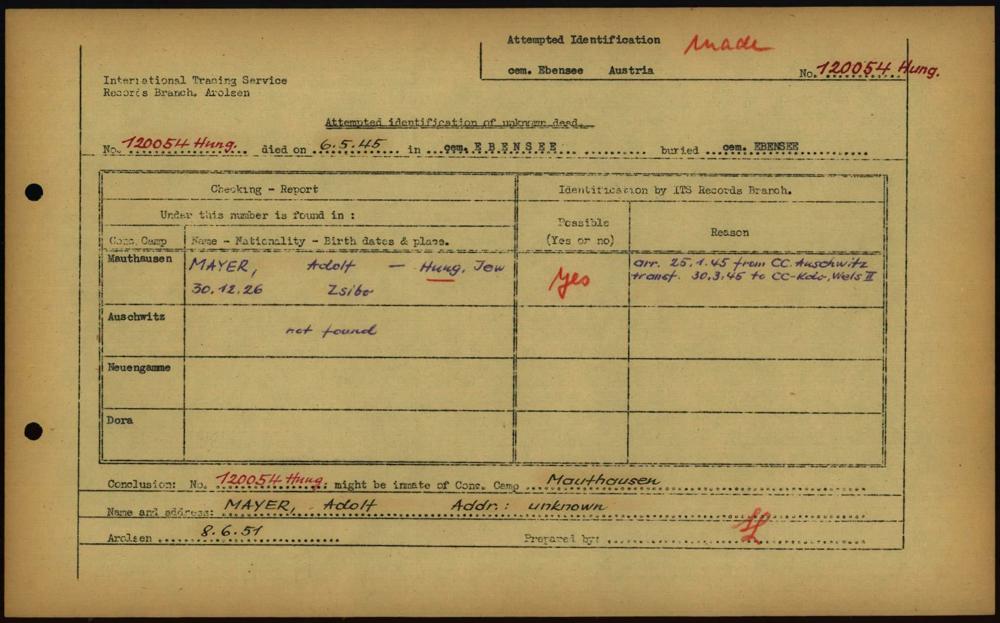 Attempted Identification made
cem. Ebensee Austria No. 120054 Hung.
International Tracing Service
Records Branch, Arolsen
Attempted identification of unknown dead.
No. 120054 Hung. died on 6.5.45 in com. EBENSEE buried cem. EBENSEE
Checking - Report Identification by ITS Records Branch.
Under this number is found in :
Conc. Camp Name - Nationality - Birth dates & place. Possible (Yes or no) Reason
Mauthausen MAYER, Adolf — Hung, Jew Yes arr. 25.1.45 from CC. Auschwitz
30.12.26 Zsibo transf. 30.3.45 to CC-Kdo, Wels II
Auschwitz not found
Neuengamme
Dora
Conclusion: No. 120054 Hung. might be inmate of Conc. Camp Mauthausen
Name and address: MAYER, Adolf Addr.: unknown
Arolsen 8.6.51 Prepared by: